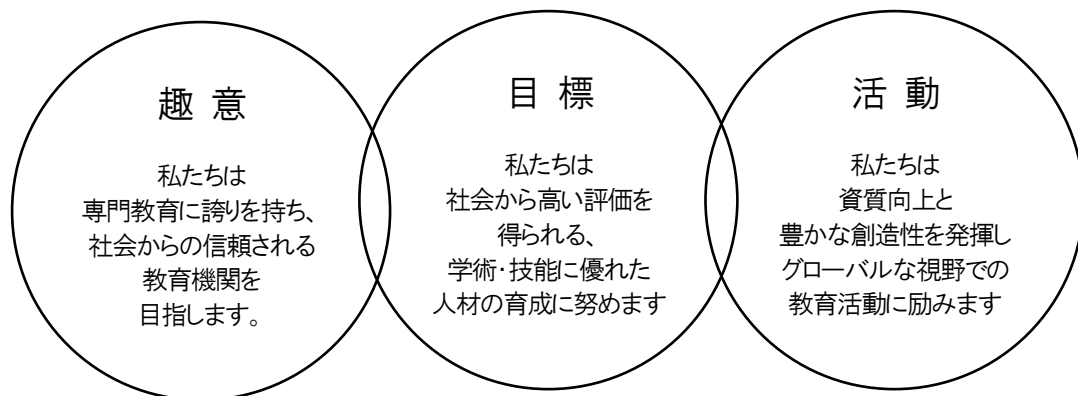 趣 意
私たちは
専門教育に誇りを持ち、
社会からの信頼される
教育機関を
目指します。
目 標
私たちは
社会から高い評価を
得られる、
学術・技能に優れた
人材の育成に努めます
活 動
私たちは
資質向上と
豊かな創造性を発揮し
グローバルな視野での
教育活動に励みます